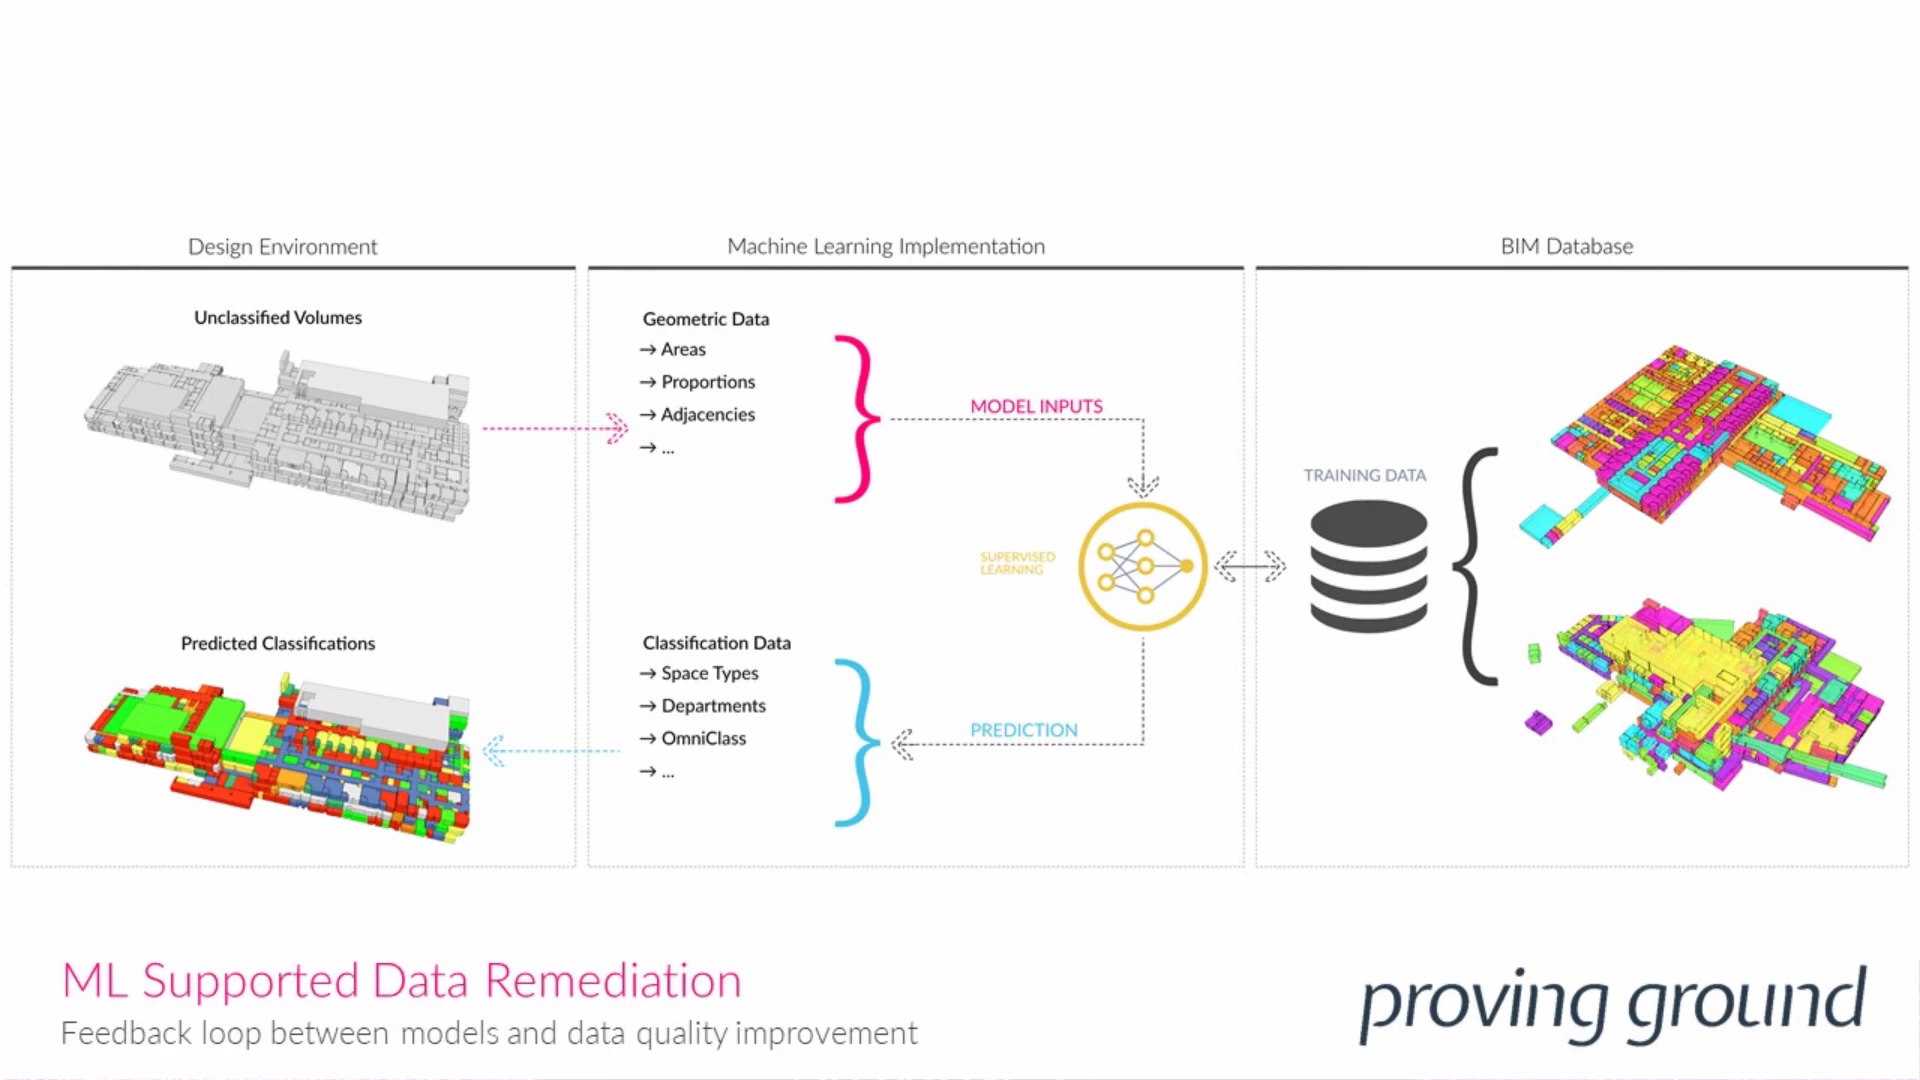 Design Environment
Machine Learning Implementation
BIM Database
Unclassified Volumes
Geometric Data
→ Areas
→ Proportions
→ Adjacencies
→ ...
MODEL INPUTS
TRAINING DATA
SUPERVISED
LEARNING
Predicted Classifications
Classification Data
→ Space Types
→ Departments
→ OmniClass
→ ...
PREDICTION
ML Supported Data Remediation
Feedback loop between models and data quality improvement
proving ground